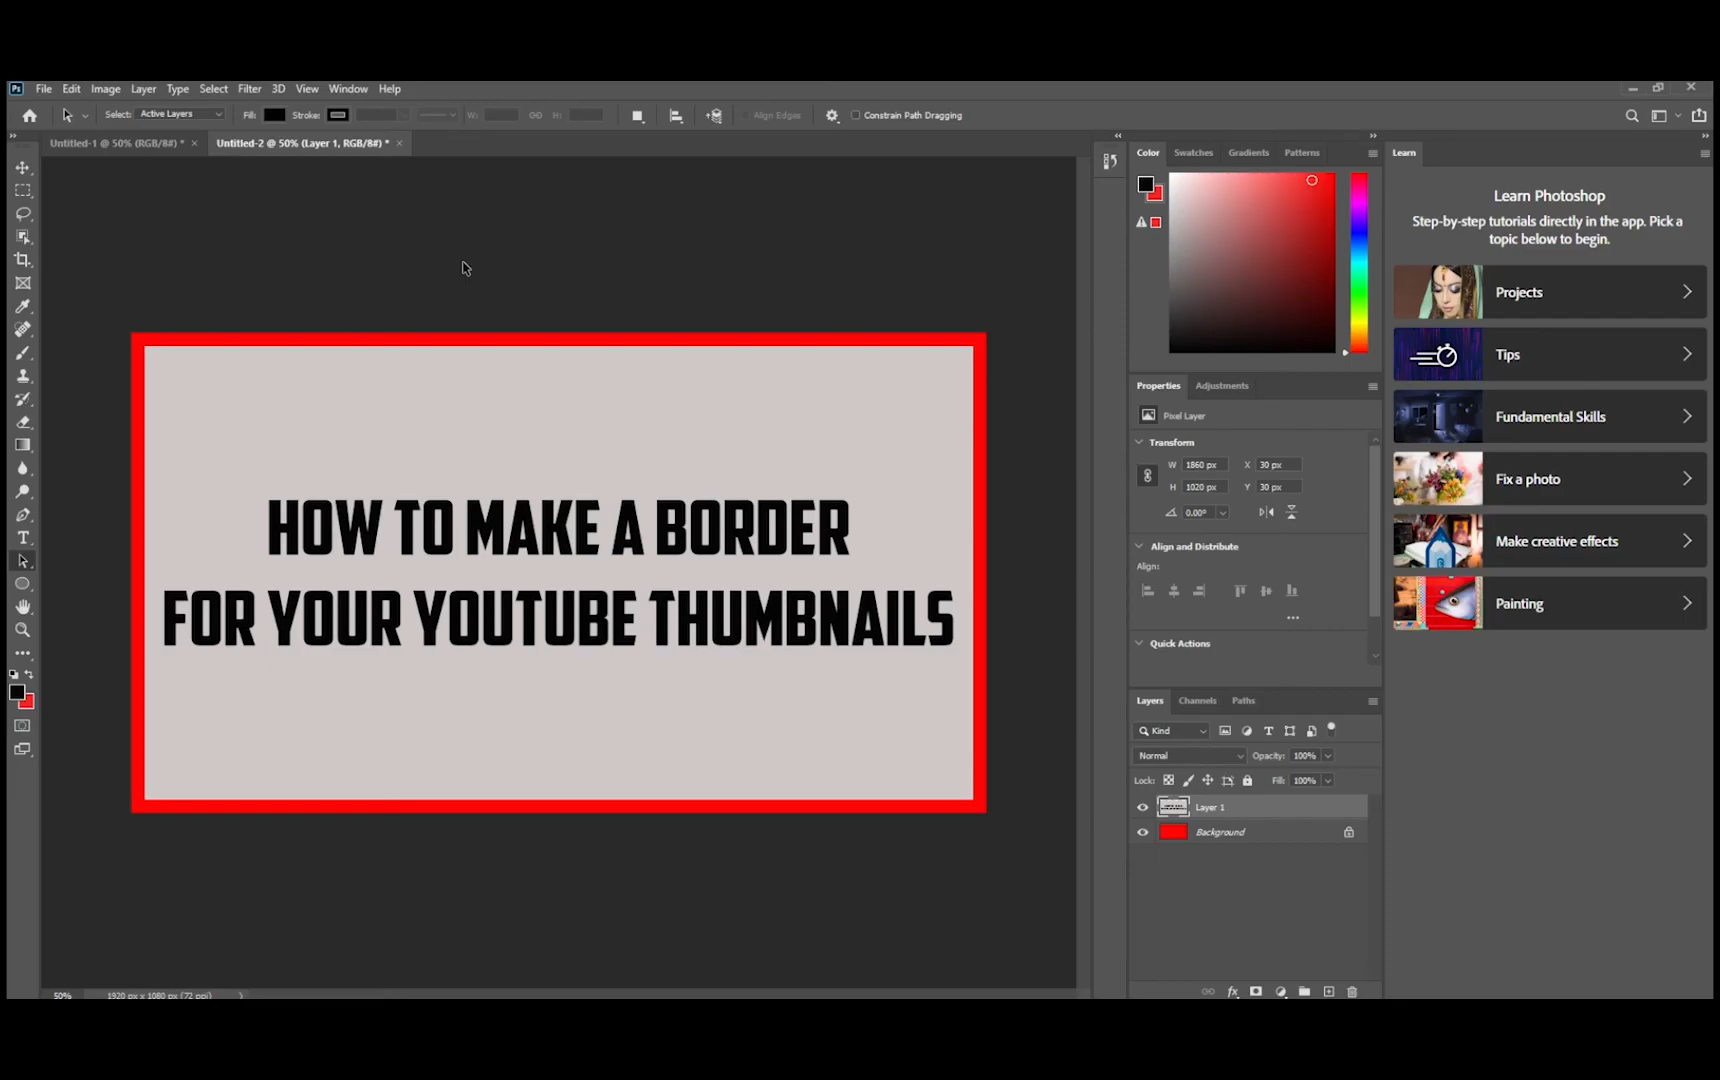 Ps File Edit Image Layer Type Select Filter 3D View Window Help
Select: Active Layers Fill: Stroke: W: H: Align Edges Constrain Path Dragging
Untitled-1 @ 50% (RGB/8#) * × Untitled-2 @ 50% (Layer 1, RGB/8#) * ×
HOW TO MAKE A BORDER
FOR YOUR YOUTUBE THUMBNAILS
50% 1920 px x 1080 px (72 ppi)
Color Swatches Gradients Patterns
Properties Adjustments
Pixel Layer
Transform
W 1860 px X 30 px
H 1020 px Y 30 px
0.00°
Align and Distribute
Align:
Quick Actions
Layers Channels Paths
Kind
Normal Opacity: 100%
Lock: Fill: 100%
Layer 1
Background
Learn
Learn Photoshop
Step-by-step tutorials directly in the app. Pick a
topic below to begin.
Projects
Tips
Fundamental Skills
Fix a photo
Make creative effects
Painting